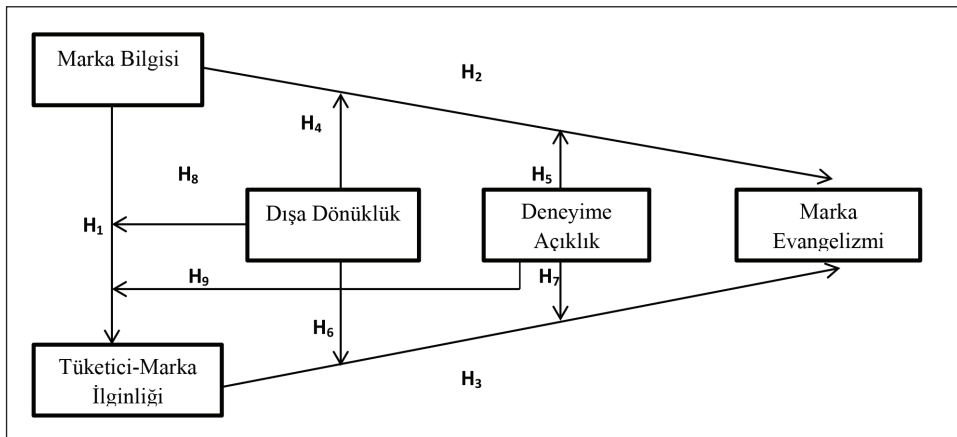 Marka Bilgisi
H₂
H₄
H₈
H₅
Dışa Dönüklük
Deneyime
Açıklık
Marka
Evangelizmi
H₁
H₉
H₇
H₆
Tüketici-Marka
İlginliği
H₃